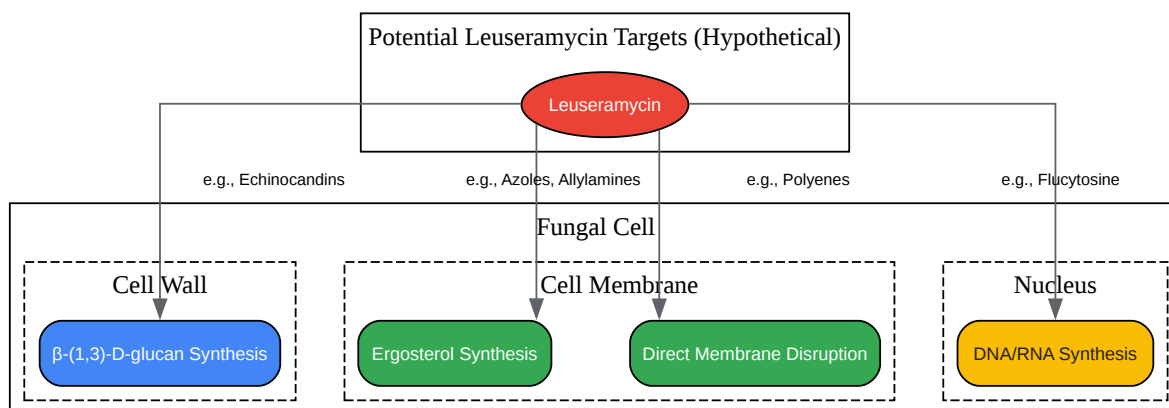 Potential Leuseramycin Targets (Hypothetical)
Leuseramycin
e.g., Echinocandins
e.g., Azoles, Allylamines
e.g., Polyenes
e.g., Flucytosine
Fungal Cell
Cell Wall
Cell Membrane
Nucleus
β-(1,3)-D-glucan Synthesis
Ergosterol Synthesis
Direct Membrane Disruption
DNA/RNA Synthesis